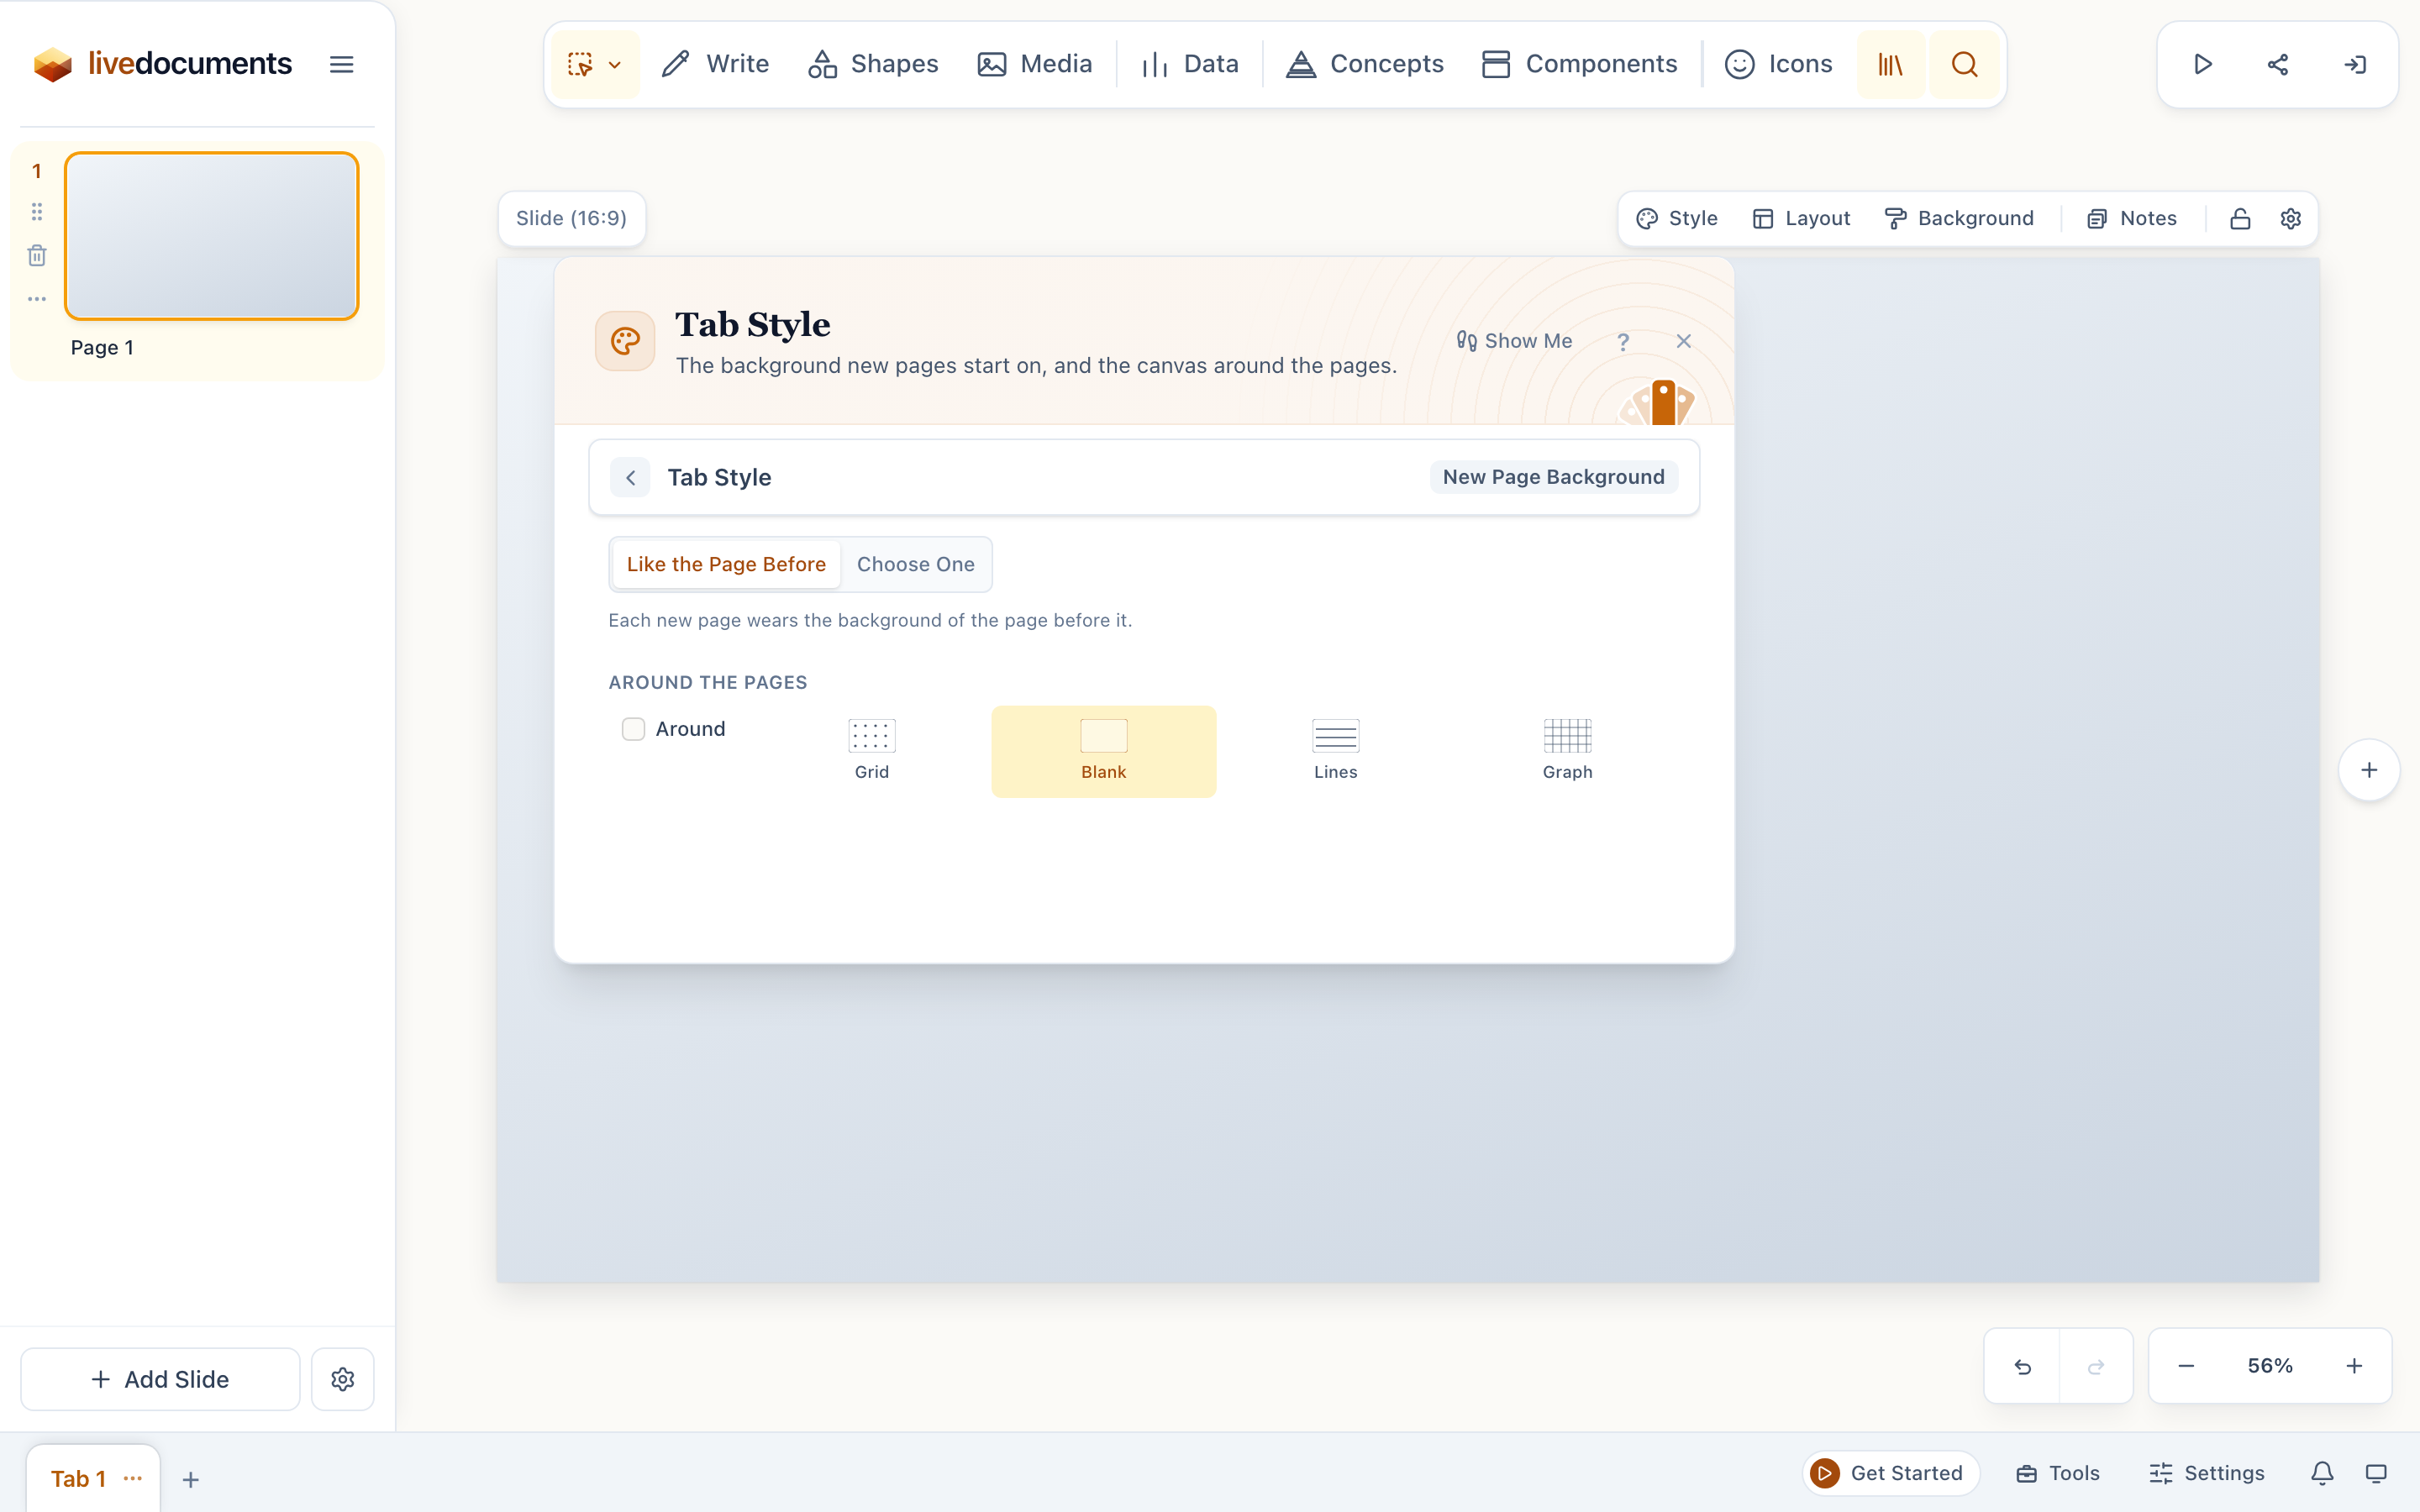 livedocuments
Write
Shapes
Media
Data
Concepts
Components
Icons
1
Page 1
Slide (16:9)
Style
Layout
Background
Notes
Tab Style
The background new pages start on, and the canvas around the pages.
Show Me
?
Tab Style
New Page Background
Like the Page Before
Choose One
Each new page wears the background of the page before it.
AROUND THE PAGES
Around
Grid
Blank
Lines
Graph
Add Slide
56%
Tab 1
Get Started
Tools
Settings